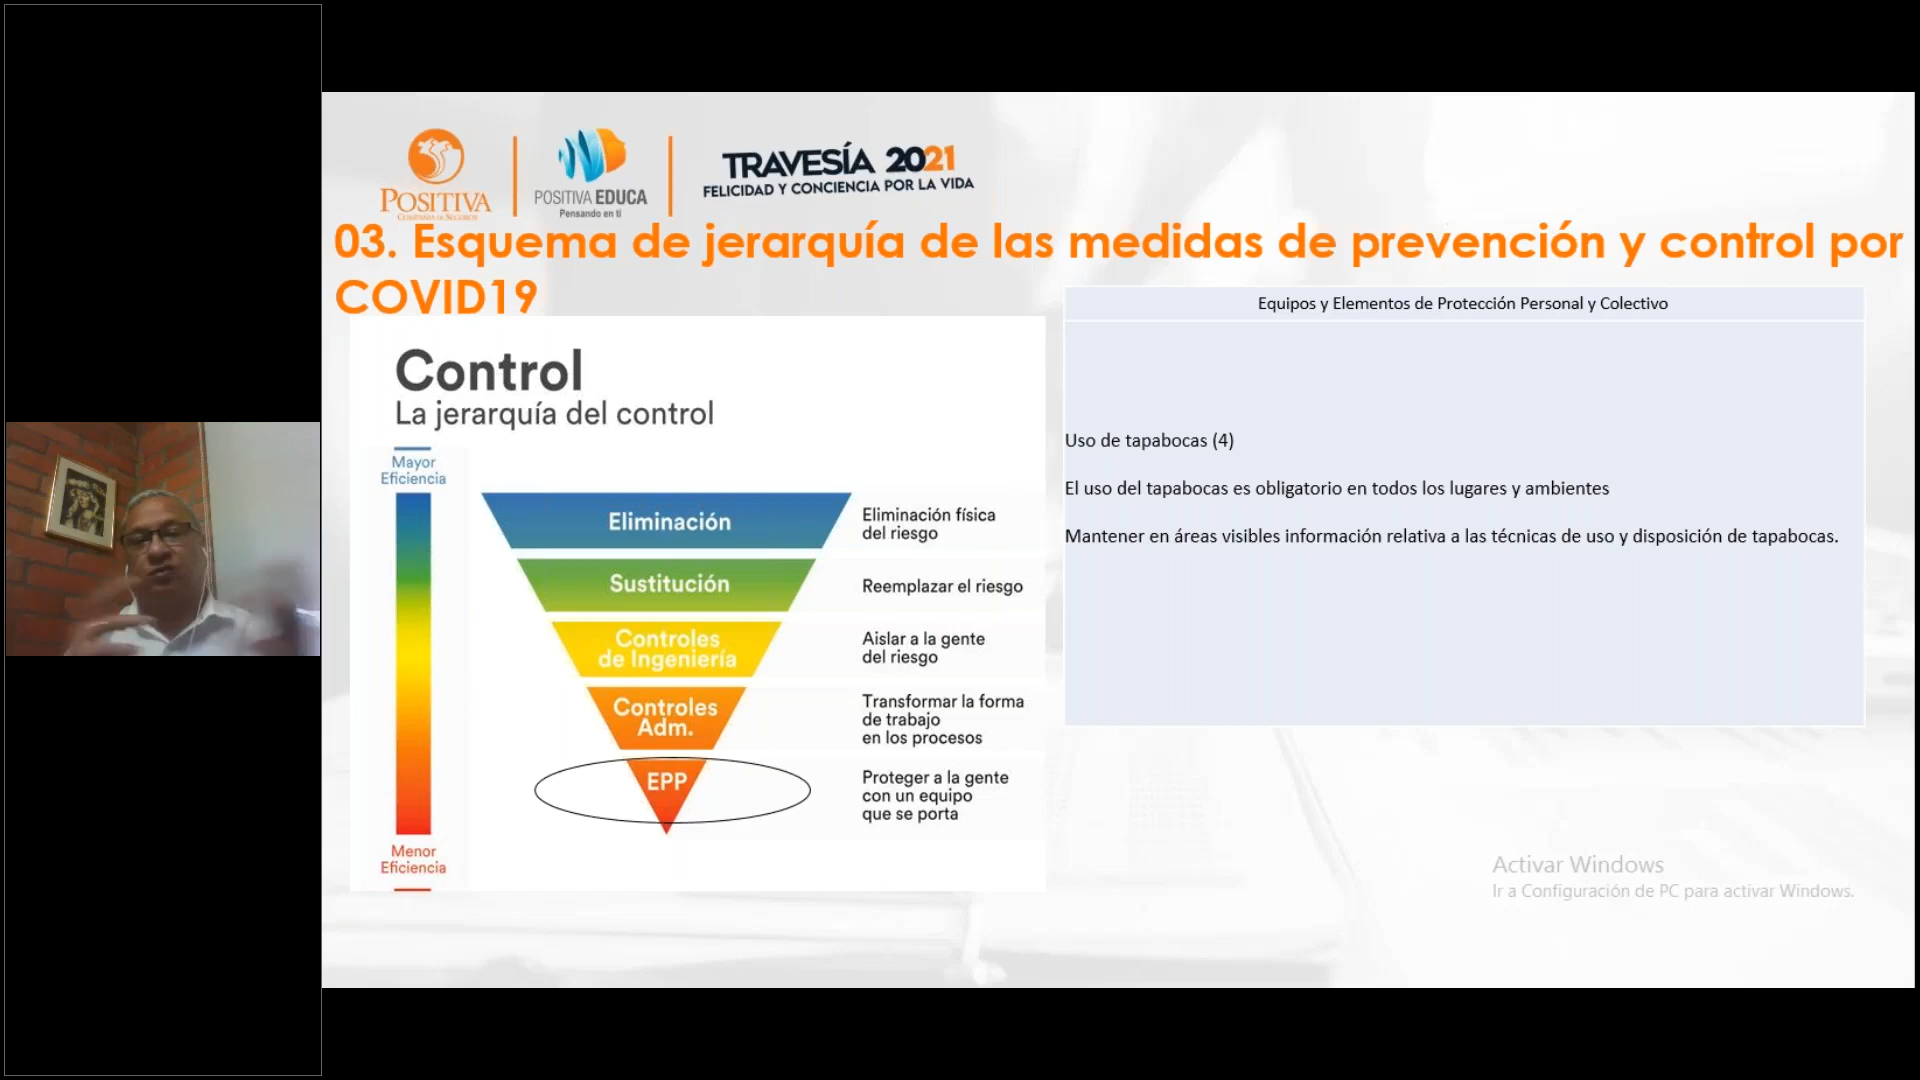 POSITIVA
COMPAÑÍA DE SEGUROS
POSITIVA EDUCA
Pensando en ti
TRAVESÍA 2021
FELICIDAD Y CONCIENCIA POR LA VIDA
03. Esquema de jerarquía de las medidas de prevención y control por
COVID19
Control
La jerarquía del control
Mayor
Eficiencia
Eliminación
Eliminación física
del riesgo
Sustitución
Reemplazar el riesgo
Controles
de Ingeniería
Aislar a la gente
del riesgo
Controles
Adm.
Transformar la forma
de trabajo
en los procesos
EPP
Proteger a la gente
con un equipo
que se porta
Menor
Eficiencia
Equipos y Elementos de Protección Personal y Colectivo
Uso de tapabocas (4)
El uso del tapabocas es obligatorio en todos los lugares y ambientes
Mantener en áreas visibles información relativa a las técnicas de uso y disposición de tapabocas.
Activar Windows
Ir a Configuración de PC para activar Windows.